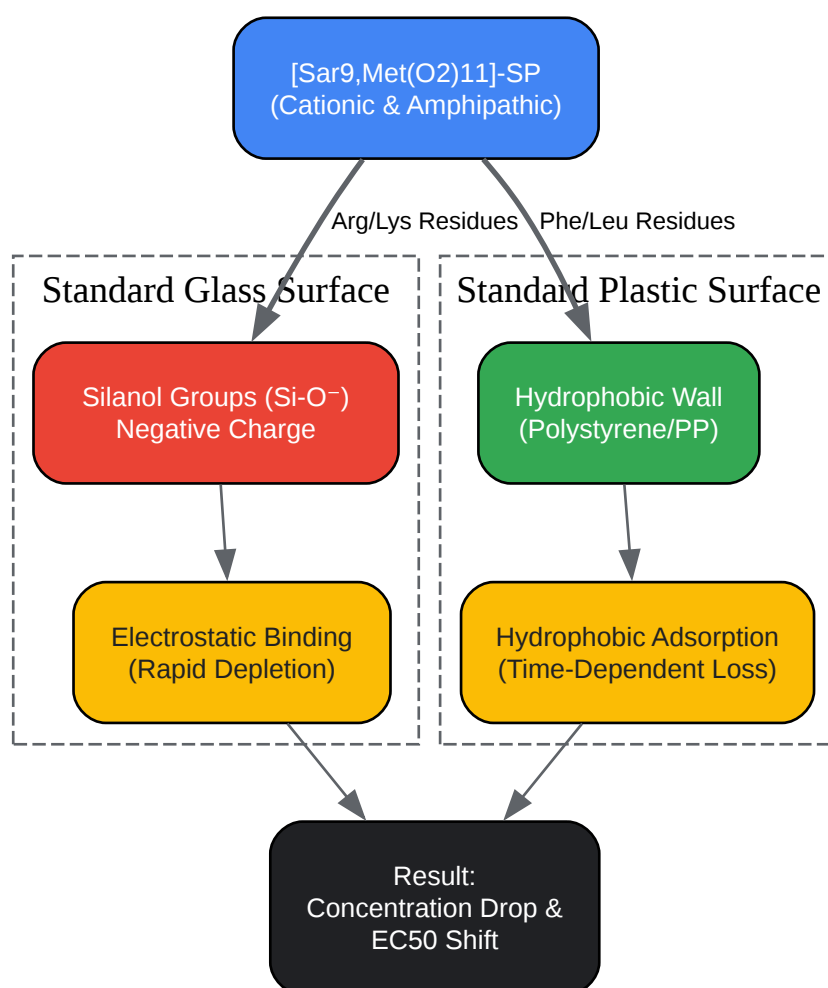 [Sar9,Met(O2)11]-SP
(Cationic & Amphipathic)
Arg/Lys Residues
Phe/Leu Residues
Standard Glass Surface
Standard Plastic Surface
Silanol Groups (Si-O⁻)
Negative Charge
Hydrophobic Wall
(Polystyrene/PP)
Electrostatic Binding
(Rapid Depletion)
Hydrophobic Adsorption
(Time-Dependent Loss)
Result:
Concentration Drop &
EC50 Shift